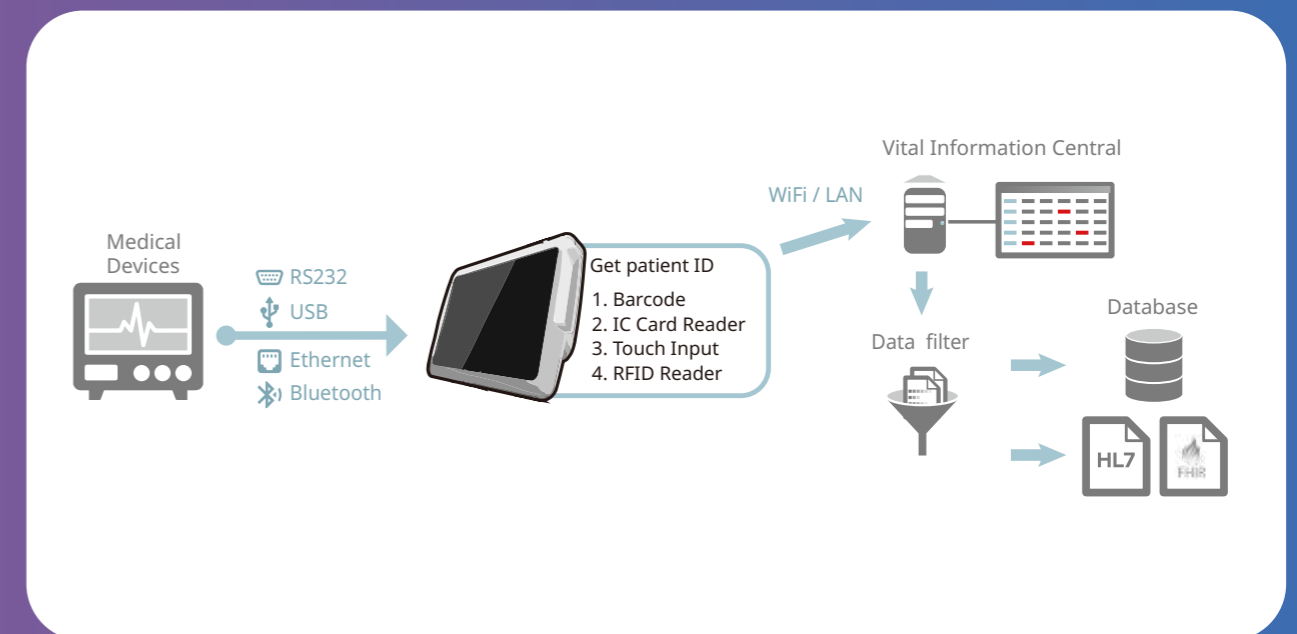 Medical
Devices
RS232
USB
Ethernet
Bluetooth
Get patient ID
1. Barcode
2. IC Card Reader
3. Touch Input
4. RFID Reader
WiFi / LAN
Vital Information Central
Data filter
Database
HL7
FHIR